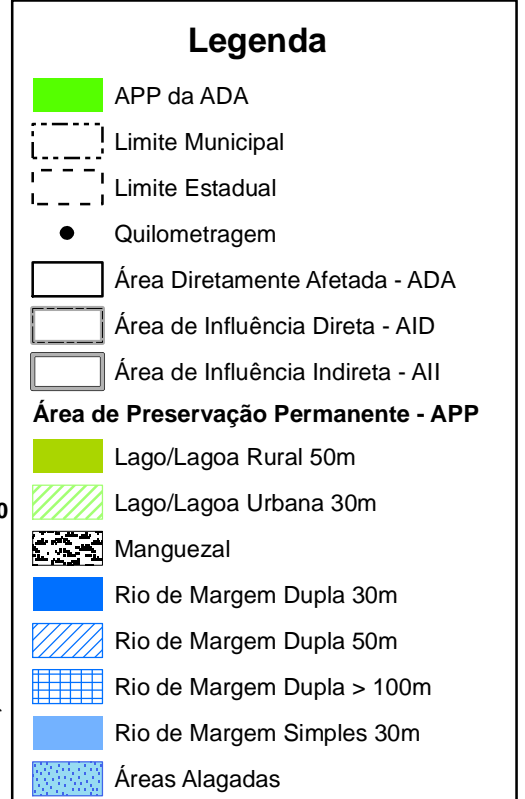 Legenda
APP da ADA
Limite Municipal
Limite Estadual
Quilometragem
Área Diretamente Afetada - ADA
Área de Influência Direta - AID
Área de Influência Indireta - AII
Área de Preservação Permanente - APP
Lago/Lagoa Rural 50m
Lago/Lagoa Urbana 30m
0
Manguezal
Rio de Margem Dupla 30m
Rio de Margem Dupla 50m
Rio de Margem Dupla > 100m
Rio de Margem Simples 30m
Áreas Alagadas